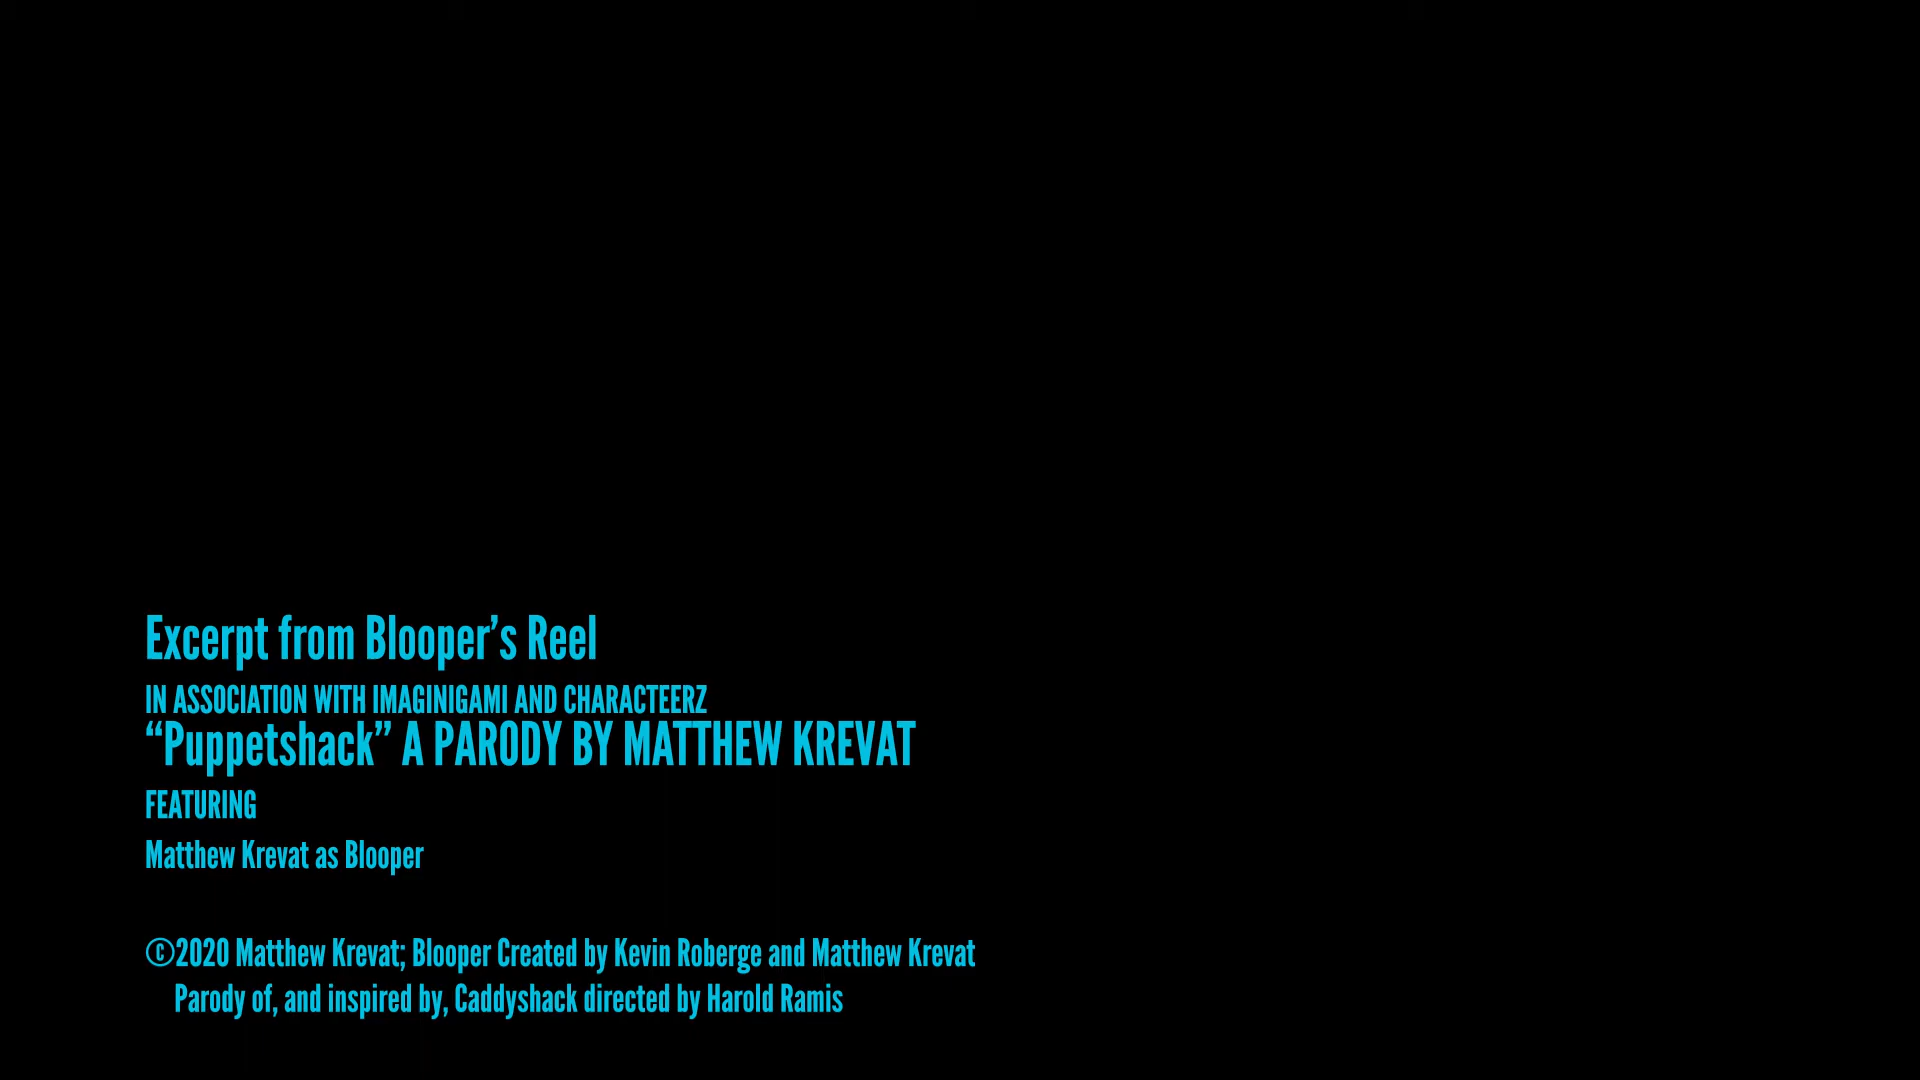 Excerpt from Blooper’s Reel
IN ASSOCIATION WITH IMAGINIGAMI AND CHARACTEERZ
“Puppetshack” A PARODY BY MATTHEW KREVAT
FEATURING
Matthew Krevat as Blooper
©2020 Matthew Krevat; Blooper Created by Kevin Roberge and Matthew Krevat
Parody of, and inspired by, Caddyshack directed by Harold Ramis